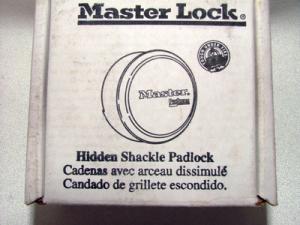 Master Lock®
Master.
Hidden Shackle Padlock
Cadenas avec arceau dissimulé
Candado de grillete escondido.